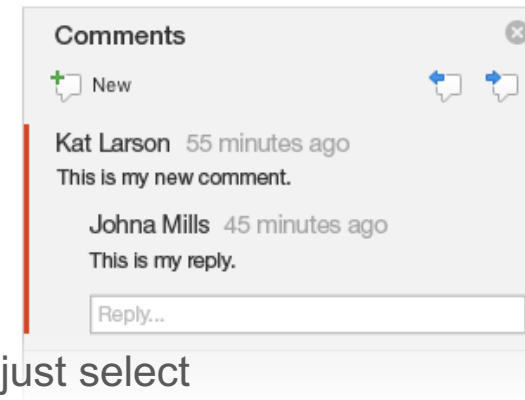 Comments
New
Kat Larson 55 minutes ago
This is my new comment.
Johna Mills 45 minutes ago
This is my reply.
Reply...
just select